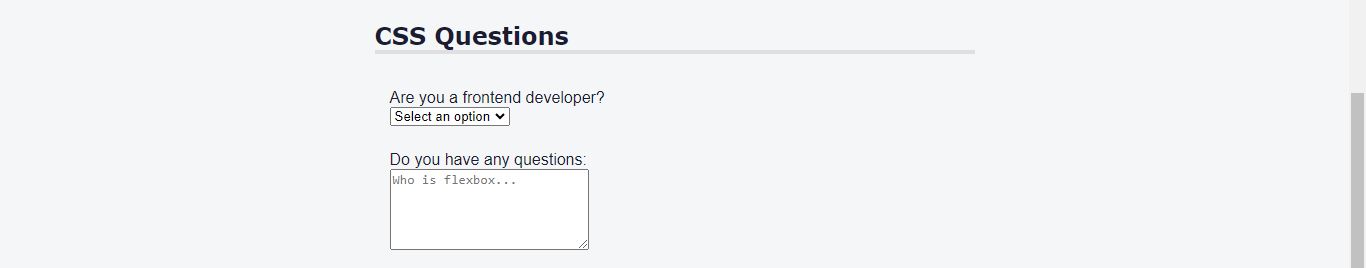 CSS Questions
Are you a frontend developer?
Select an option
Do you have any questions:
Who is flexbox...